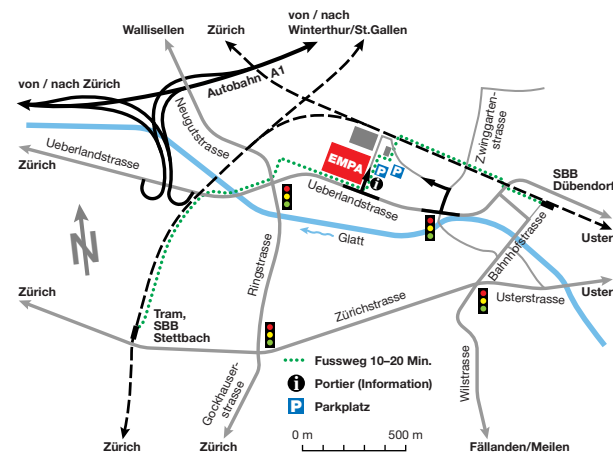 von / nach
Winterthur/St.Gallen
Wallisellen
Zürich
von / nach Zürich
Autobahn A1
Neugutstrasse
Zwinggarten-
strasse
Ueberlandstrasse
Zürich
EMPA
P
P
i
Ueberlandstrasse
SBB
Dübendorf
Uster
N
Glatt
Bahnhofstrasse
Ringstrasse
Zürich
Zürichstrasse
Usterstrasse
Uster
Tram,
SBB
Stettbach
Gockhauser-
strasse
Wilstrasse
Fussweg 10–20 Min.
i Portier (Information)
P Parkplatz
0 m 500 m
Zürich
Zürich
Fällanden/Meilen